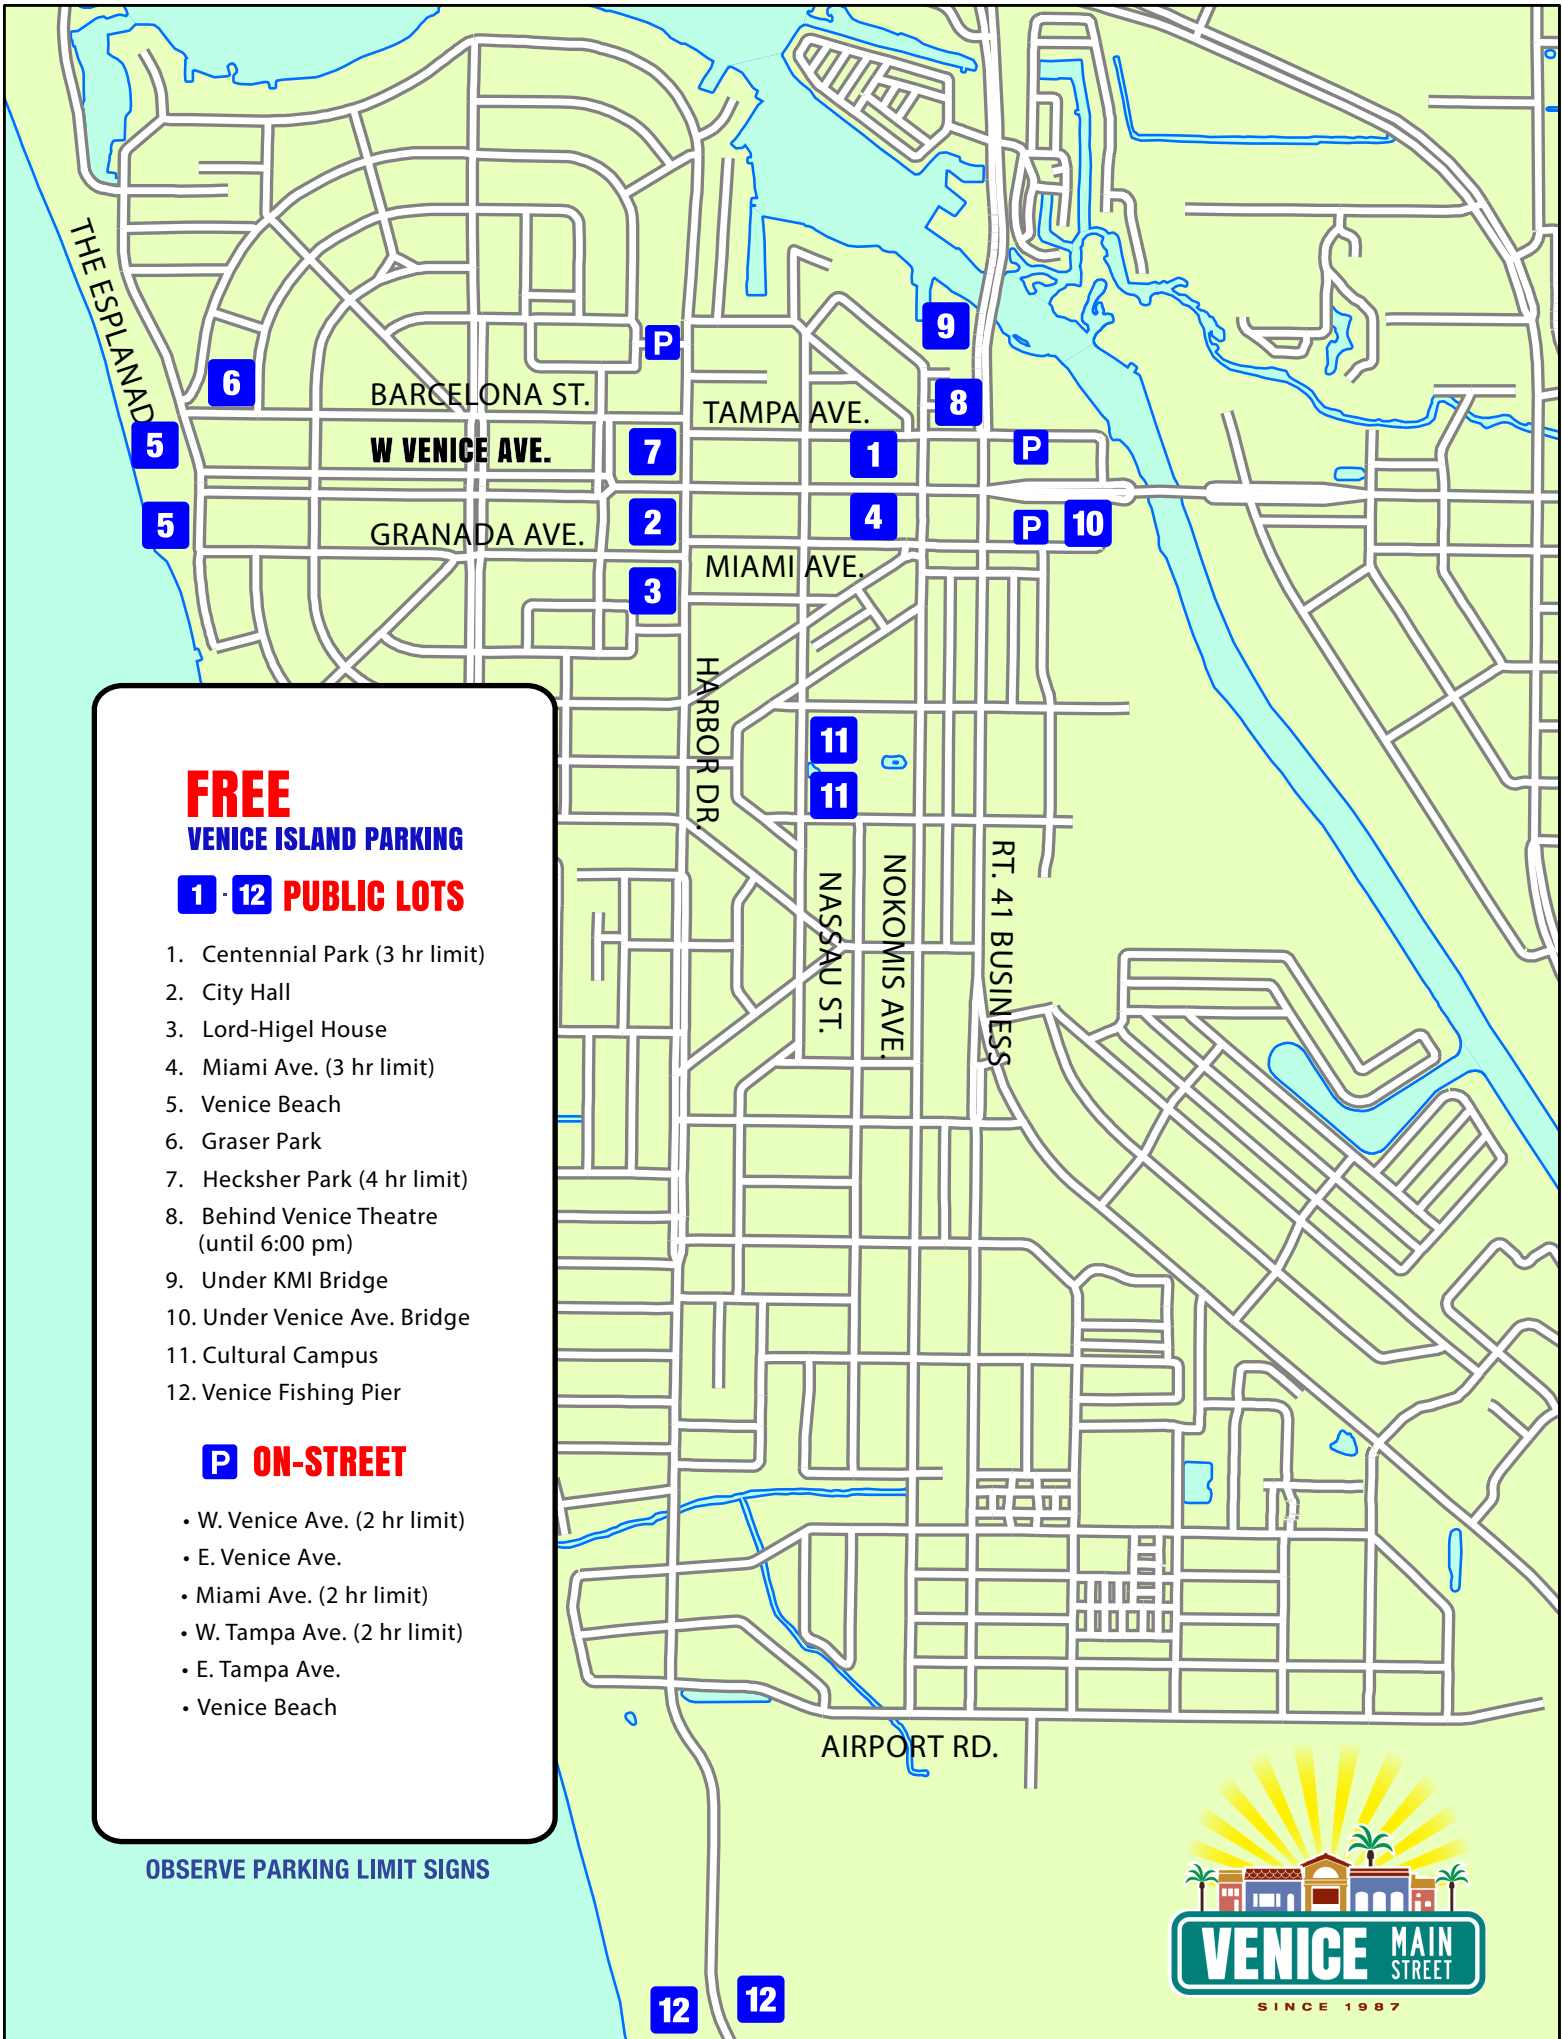 THE ESPLANAD
9
P
6
BARCELONA ST.
8
TAMPA AVE.
5
W VENICE AVE.
7
1
P
5
2
4
P
10
GRANADA AVE.
MIAMI AVE.
3
HARBOR DR.
11
11
NASSAU ST.
NOKOMIS AVE.
RT. 41 BUSINESS
FREE
VENICE ISLAND PARKING
1 - 12 PUBLIC LOTS
1. Centennial Park (3 hr limit)
2. City Hall
3. Lord-Higel House
4. Miami Ave. (3 hr limit)
5. Venice Beach
6. Graser Park
7. Hecksher Park (4 hr limit)
8. Behind Venice Theatre
(until 6:00 pm)
9. Under KMI Bridge
10. Under Venice Ave. Bridge
11. Cultural Campus
12. Venice Fishing Pier
P ON-STREET
• W. Venice Ave. (2 hr limit)
• E. Venice Ave.
• Miami Ave. (2 hr limit)
• W. Tampa Ave. (2 hr limit)
• E. Tampa Ave.
• Venice Beach
OBSERVE PARKING LIMIT SIGNS
AIRPORT RD.
12
12
VENICE MAIN
STREET
SINCE 1987